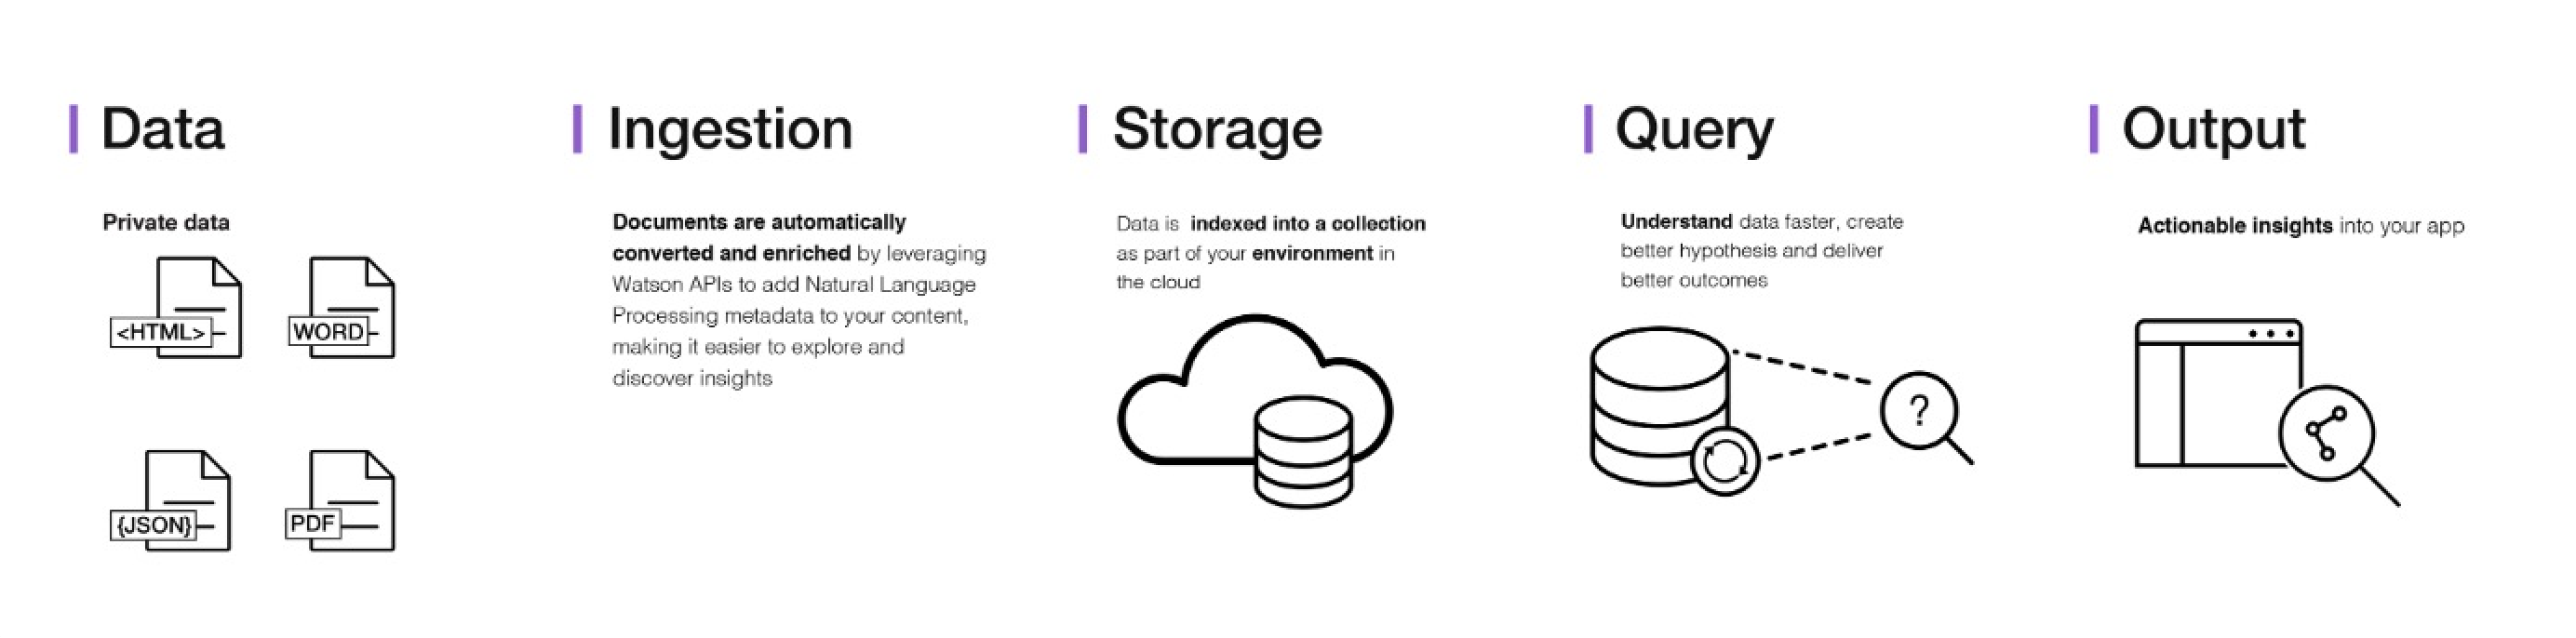 Data
Private data
<HTML>
WORD
{JSON}
PDF
Ingestion
Documents are automatically
converted and enriched by leveraging
Watson APIs to add Natural Language
Processing metadata to your content,
making it easier to explore and
discover insights
Storage
Data is indexed into a collection
as part of your environment in
the cloud
Query
Understand data faster, create
better hypothesis and deliver
better outcomes
?
Output
Actionable insights into your app